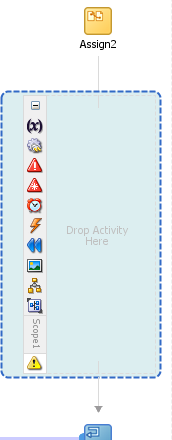 Assign2
(x)
Drop Activity
Here
Scope1